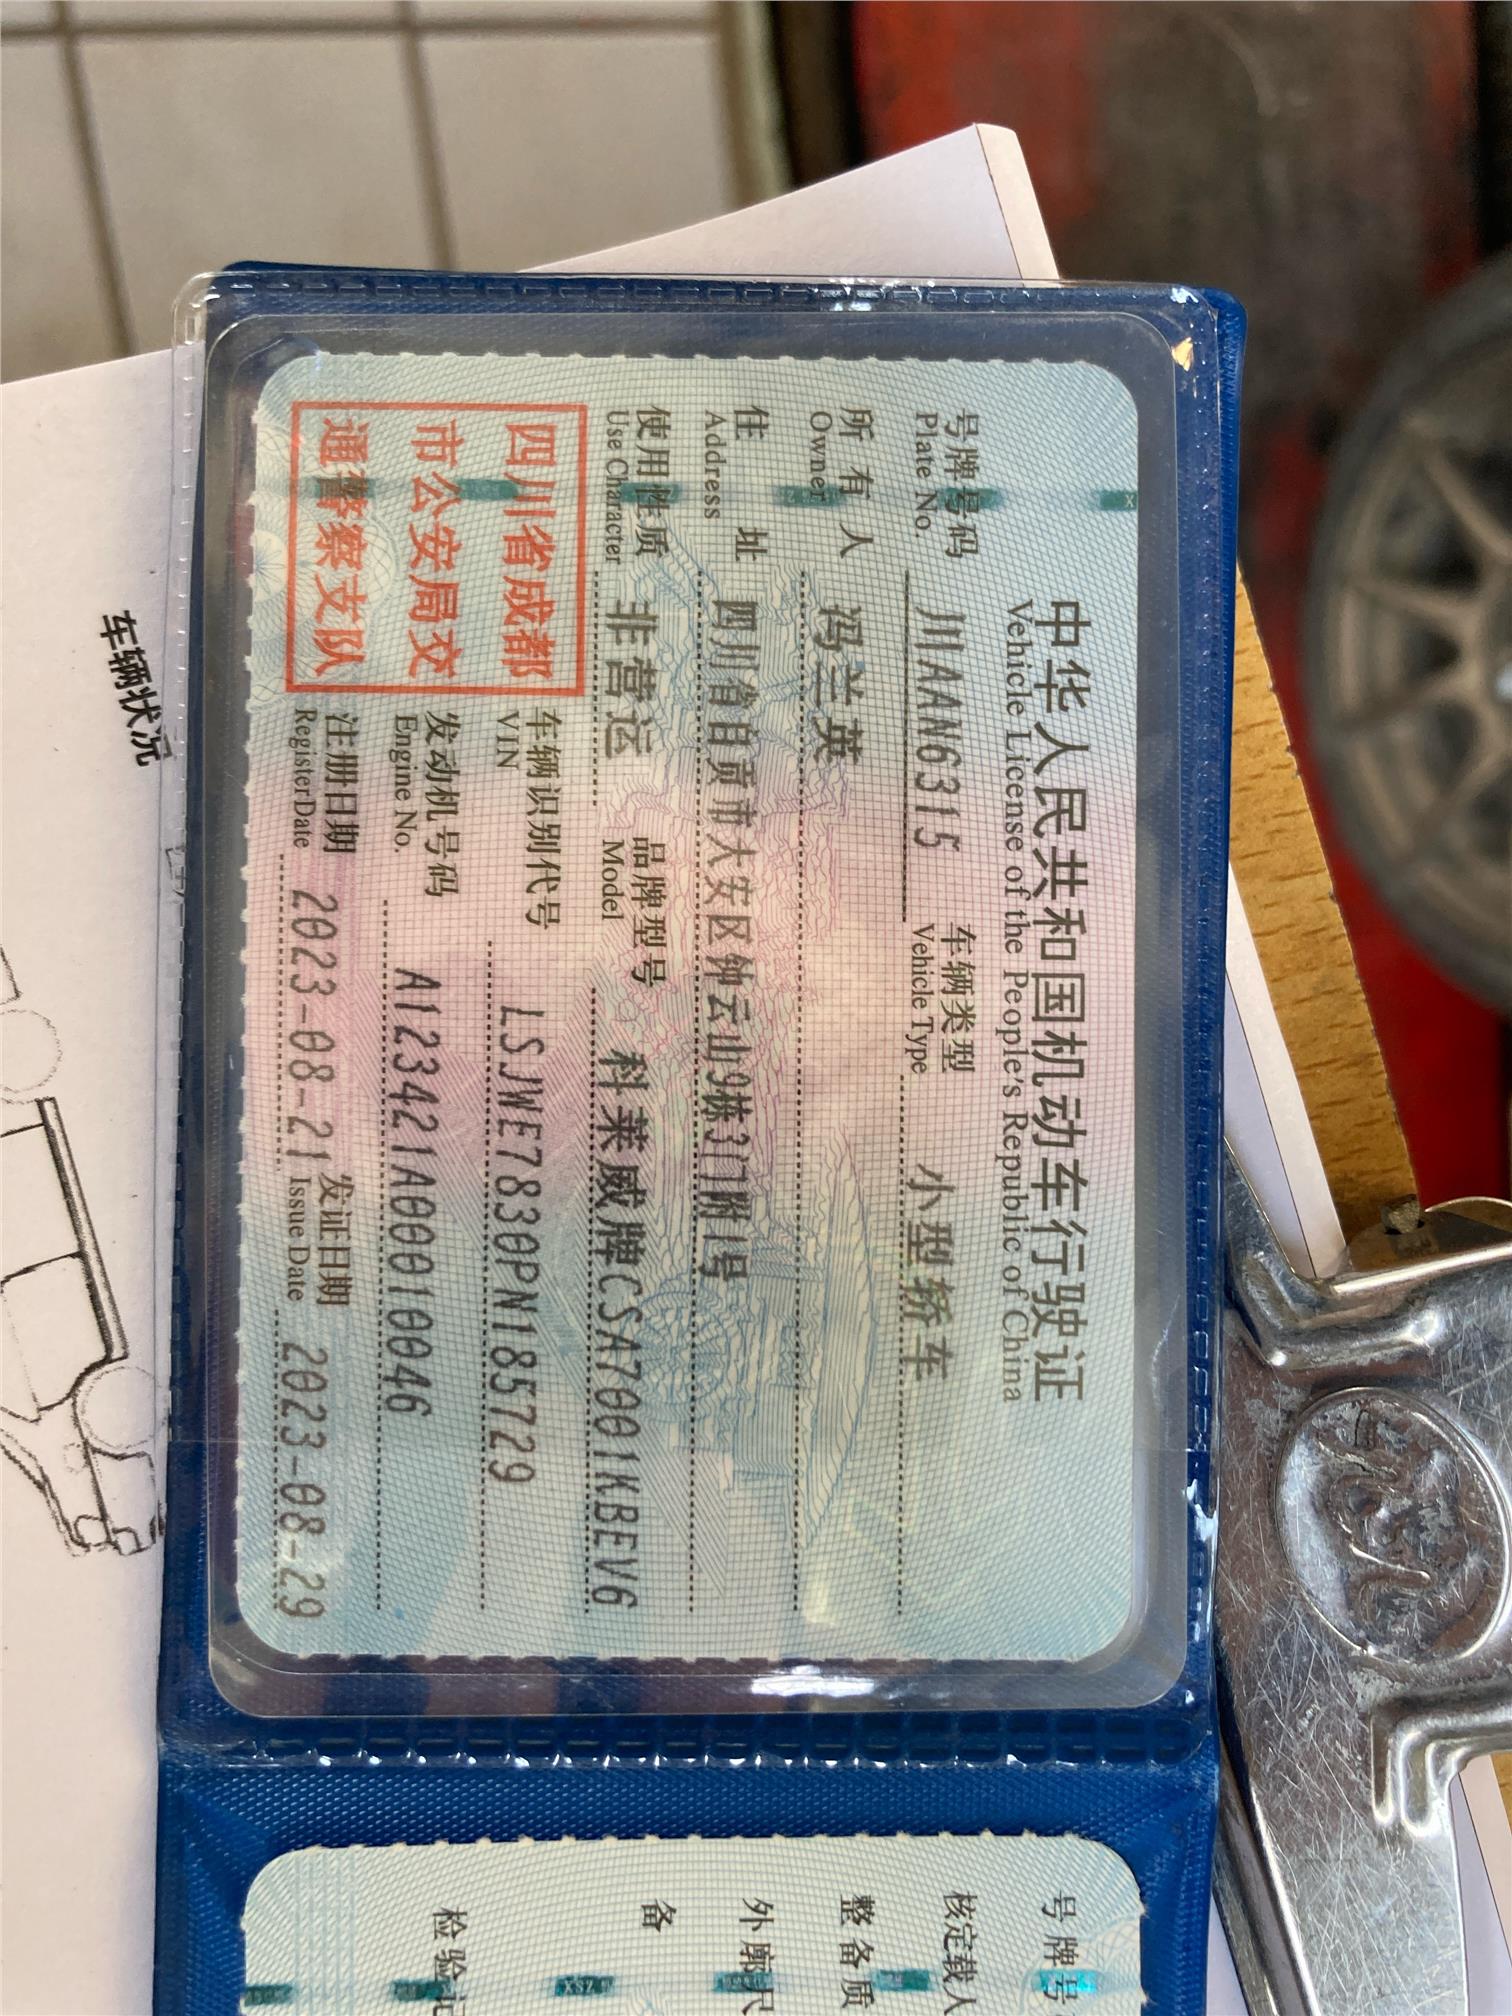 中华人民共和国机动车行驶证
Vehicle License of the People's Republic of China
号牌号码 川AAN6315 车辆类型 小型轿车
Plate No. Vehicle Type
所有人 冯兰英
Owner
住址 四川省自贡市大安区钟云山9栋3门附1号
Address
使用性质 非营运 品牌型号 科莱威牌CSA7001KBEV6
Use Character Model
四川省成都
市公安局交
通警察支队
车辆识别代号 LSJWE7830PN185729
VIN
发动机号码 A123421A00010046
Engine No.
注册日期 2023-08-21 发证日期 2023-08-29
Register Date Issue Date
号牌号
核定载人
整备质
外廓尺
备
检验记
车辆状况